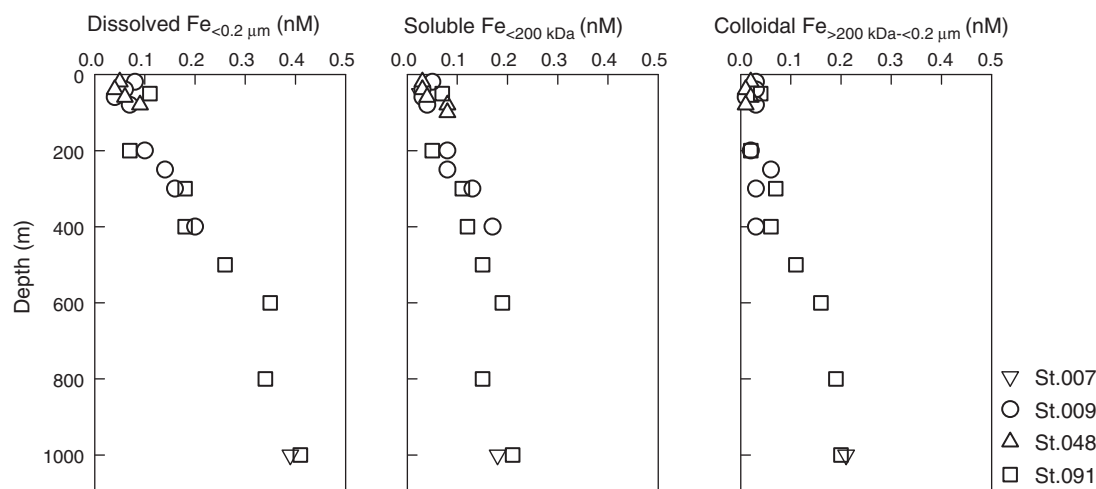 Dissolved Fe<0.2 μm (nM)
0.0 0.1 0.2 0.3 0.4 0.5
Soluble Fe<200 kDa (nM)
0.0 0.1 0.2 0.3 0.4 0.5
Colloidal Fe>200 kDa-<0.2 μm (nM)
0.0 0.1 0.2 0.3 0.4 0.5
Depth (m)
0
200
400
600
800
1000
St.007
St.009
St.048
St.091